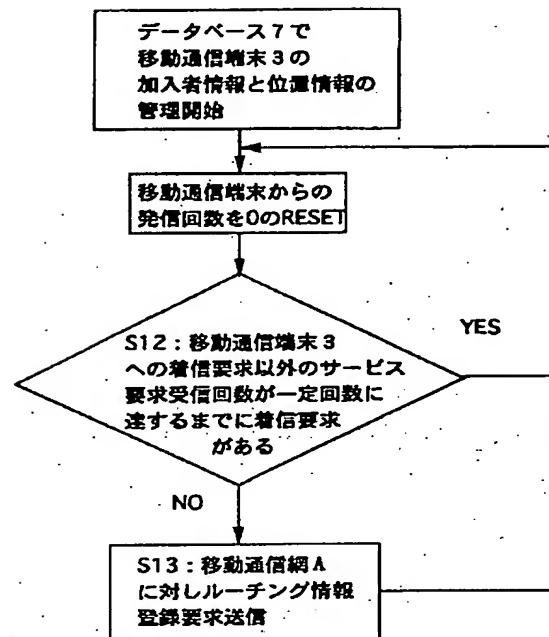 データベース7で
移動通信端末3の
加入者情報と位置情報の
管理開始
移動通信端末からの
発信回数を0のRESET
S12:移動通信端末3
への着信要求以外のサービス
要求受信回数が一定回数に
達するまでに着信要求
がある
YES
NO
S13:移動通信網A
に対しルーチング情報
登録要求送信